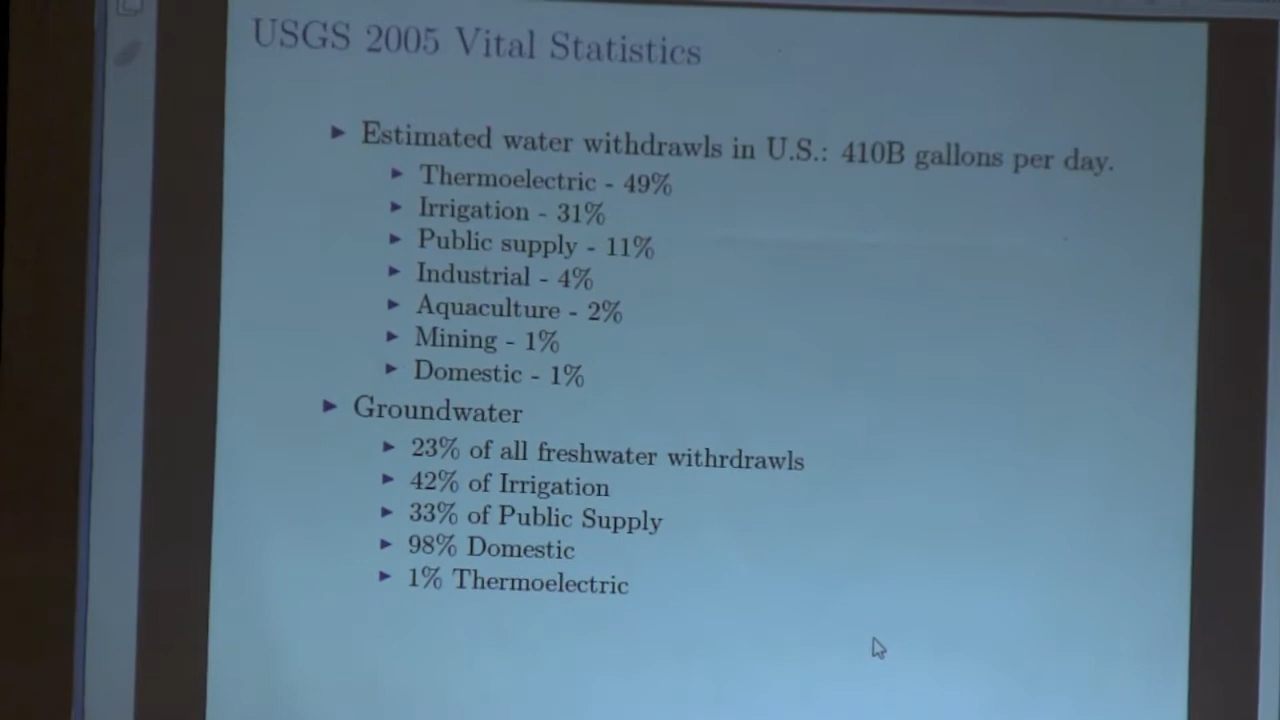 USGS 2005 Vital Statistics
► Estimated water withdrawls in U.S.: 410B gallons per day.
► Thermoelectric - 49%
► Irrigation - 31%
► Public supply - 11%
► Industrial - 4%
► Aquaculture - 2%
► Mining - 1%
► Domestic - 1%
► Groundwater
► 23% of all freshwater withrdrawls
► 42% of Irrigation
► 33% of Public Supply
► 98% Domestic
► 1% Thermoelectric